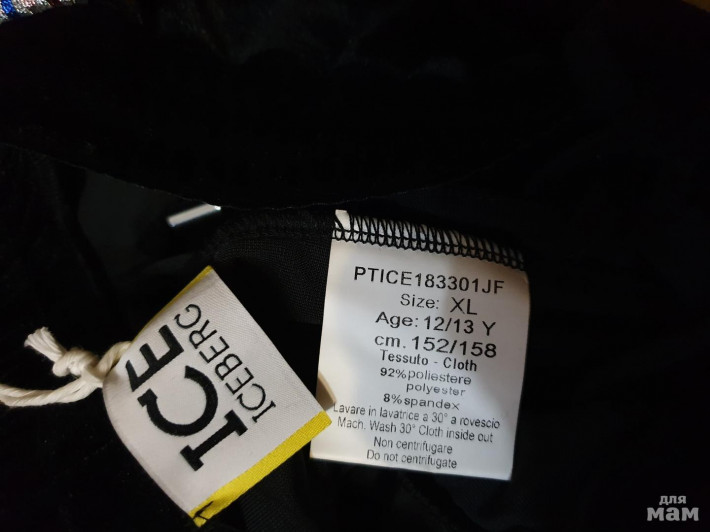 PTICE183301JF
Size: XL
Age: 12/13 Y
cm. 152/158
Tessuto - Cloth
92%poliestere
polyester
8%spandex
Lavare in lavatrice a 30° a rovescio
Mach. Wash 30° Cloth inside out
Non centrifugare
Do not centrifugate
ICE
ICEBERG
для
мам